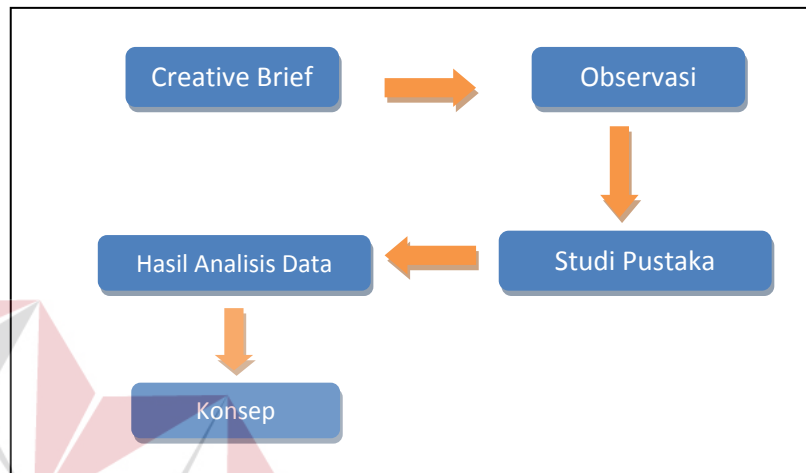 Creative Brief
Observasi
Studi Pustaka
Hasil Analisis Data
Konsep